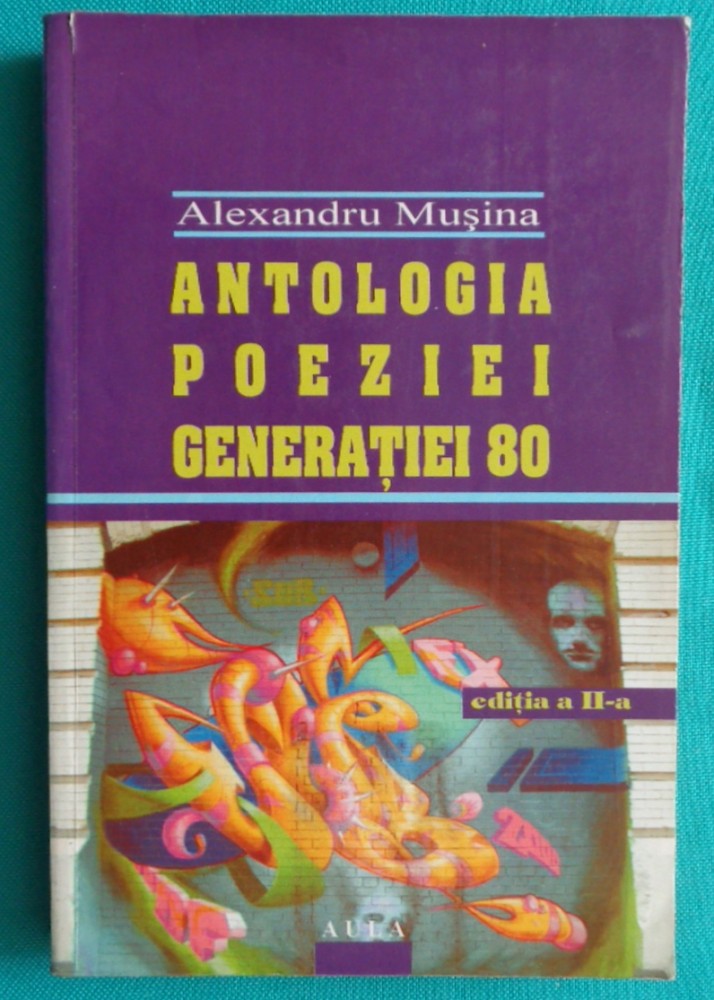 Alexandru Mușina
ANTOLOGIA
POEZIEI
GENERAȚIEI 80
ediția a II-a
AULA